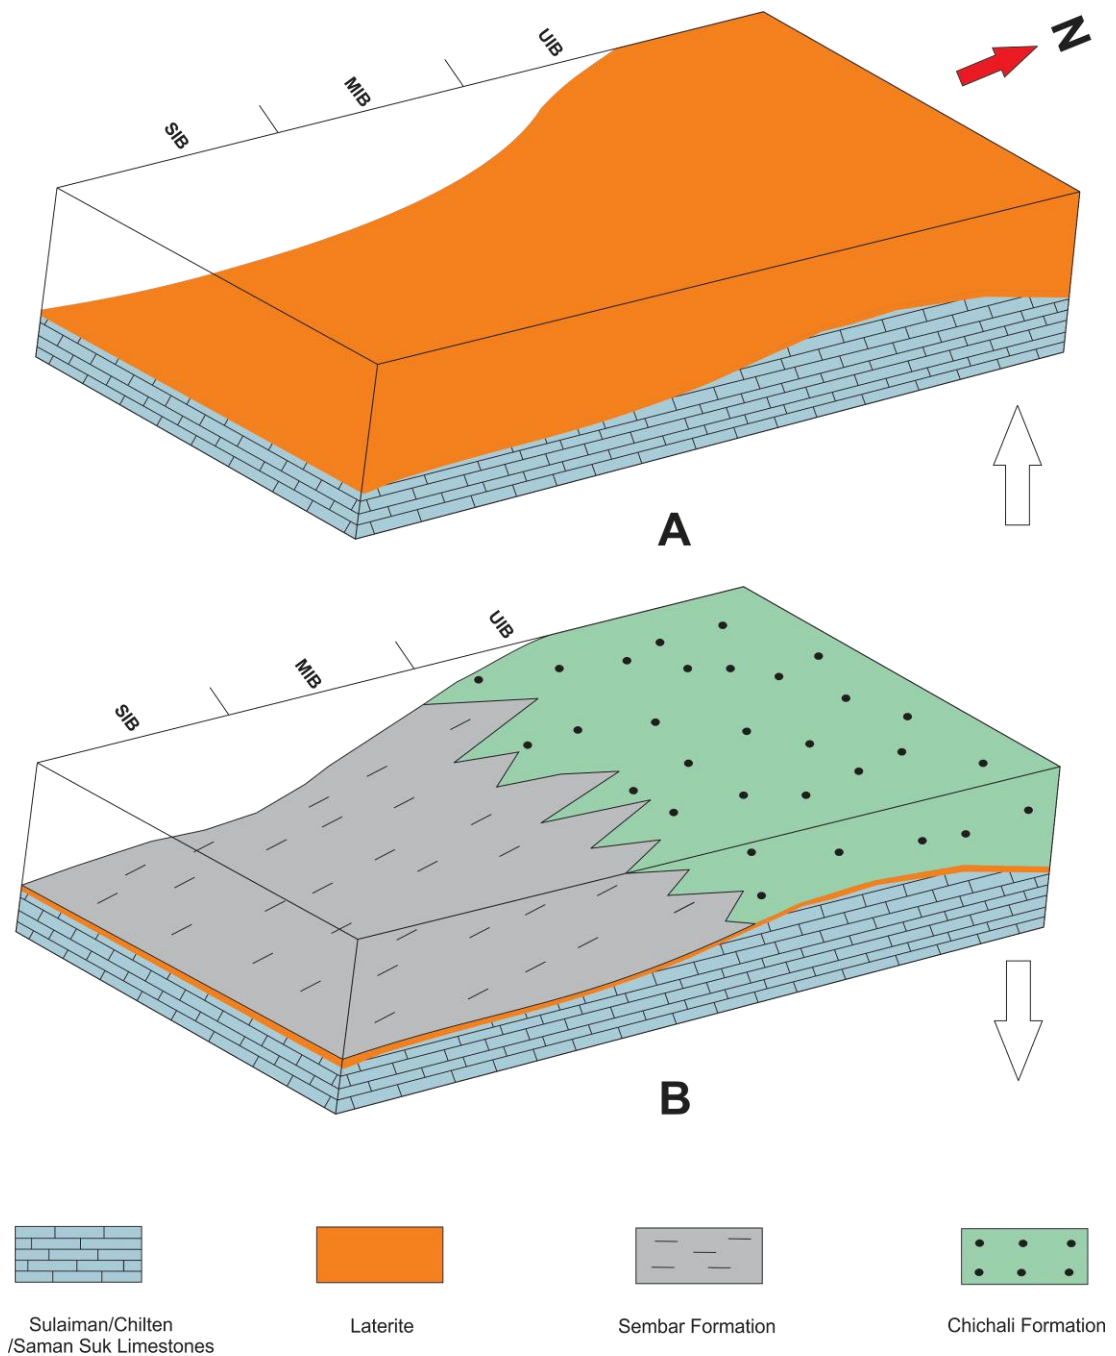 N
UIB
MIB
SIB
A
UIB
MIB
SIB
B
Sulaiman/Chilten
/Saman Suk Limestones
Laterite
Sembar Formation
Chichali Formation